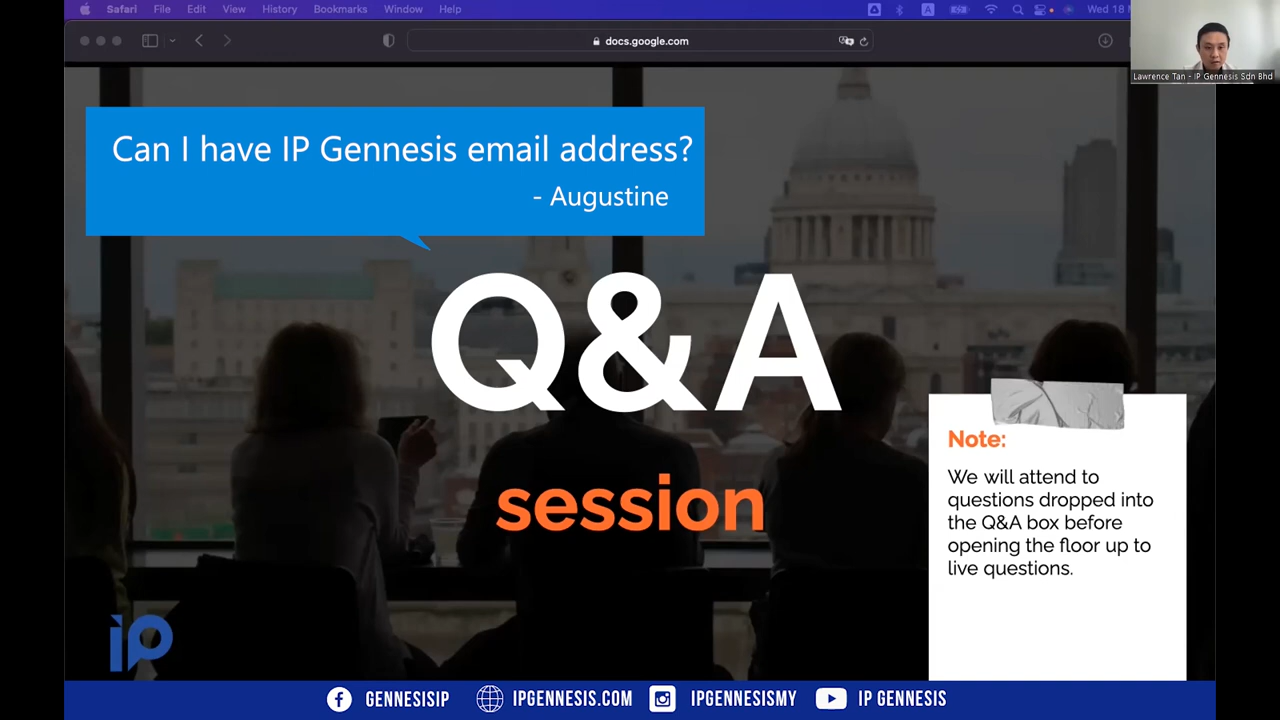 Safari File Edit View History Bookmarks Window Help
A
Wed 18
docs.google.com
Lawrence Tan - IP Gennesis Sdn Bhd
Can I have IP Gennesis email address?
- Augustine
Q&A
session
Note:
We will attend to
questions dropped into
the Q&A box before
opening the floor up to
live questions.
ip
GENNESISIP IPGENNESIS.COM IPGENNESISMY IP GENNESIS